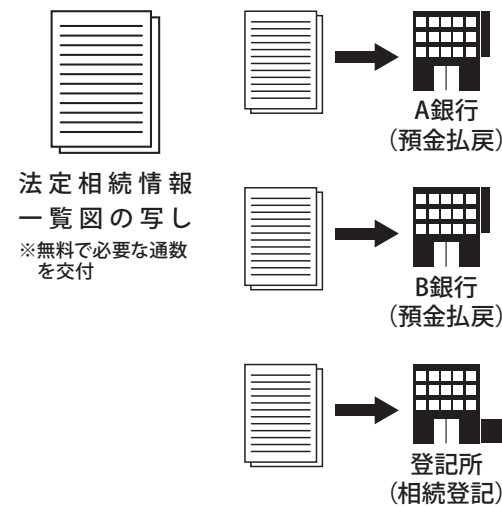 法定相続情報
一覧図の写し
※無料で必要な通数
を交付
A銀行
（預金払戻）
B銀行
（預金払戻）
登記所
（相続登記）